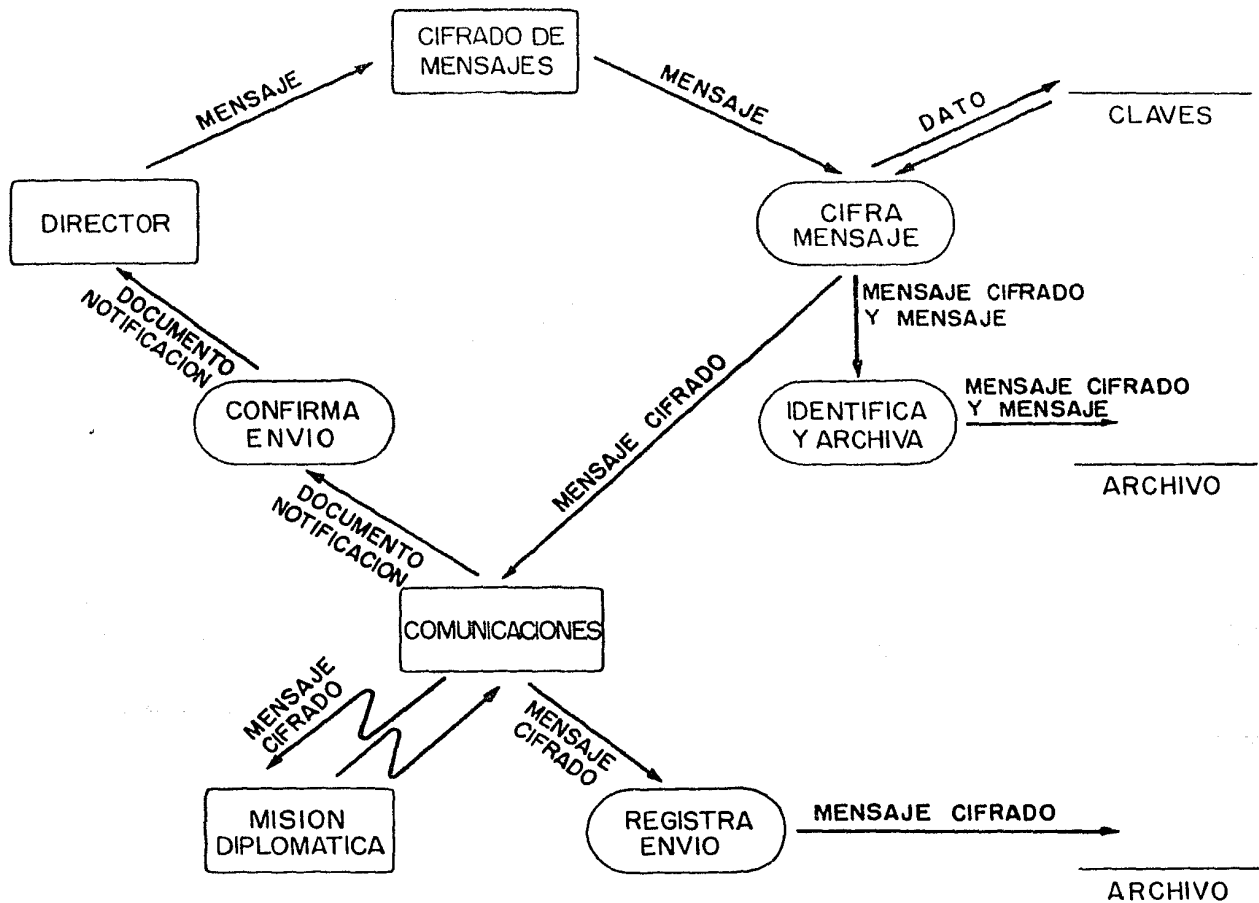 CIFRADO DE
MENSAJES
MENSAJE
MENSAJE
DATO
CLAVES
DIRECTOR
CIFRA
MENSAJE
DOCUMENTO
NOTIFICACION
MENSAJE CIFRADO
Y MENSAJE
MENSAJE CIFRADO
CONFIRMA
ENVIO
IDENTIFICA
Y ARCHIVA
MENSAJE CIFRADO
Y MENSAJE
ARCHIVO
DOCUMENTO
NOTIFICACION
COMUNICACIONES
MENSAJE
CIFRADO
MENSAJE
CIFRADO
MISION
DIPLOMATICA
REGISTRA
ENVIO
MENSAJE CIFRADO
ARCHIVO